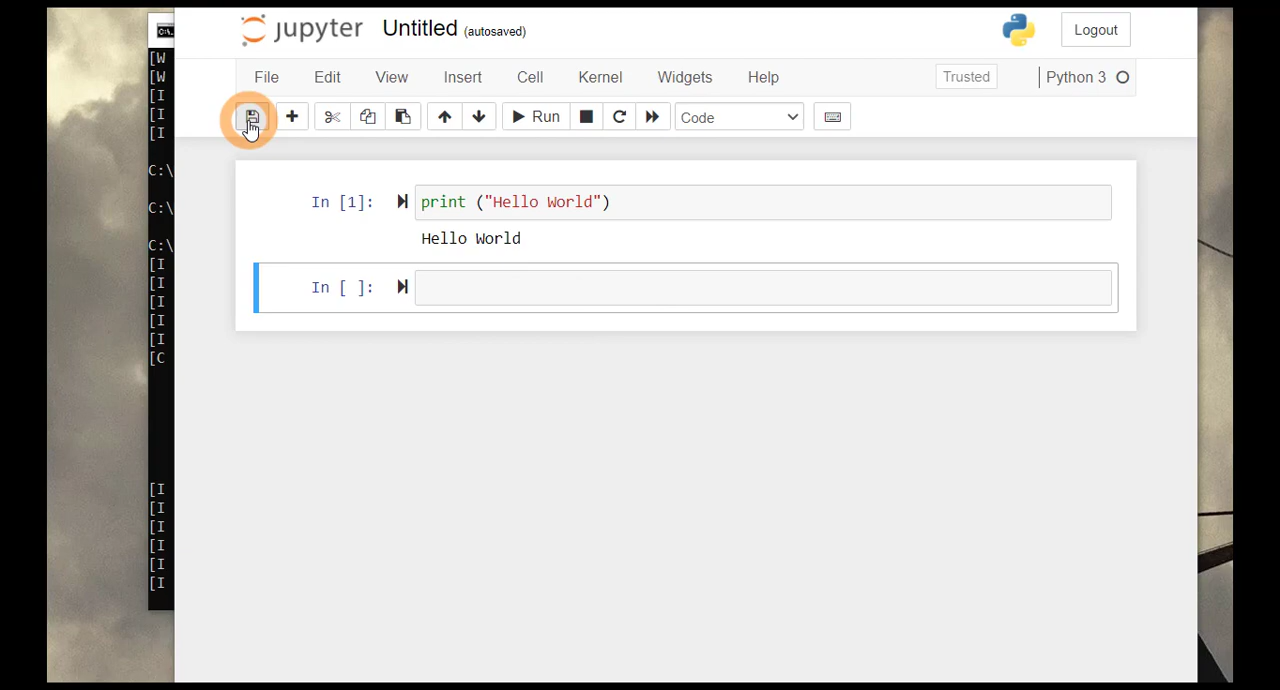 jupyter Untitled (autosaved) Logout
File Edit View Insert Cell Kernel Widgets Help Trusted Python 3
Run Code
In [1]: print ("Hello World")
Hello World
In [ ]:
[W
[W
[I
[I
[I
C:\
C:\
C:\
[I
[I
[I
[I
[I
[C
[I
[I
[I
[I
[I
[I